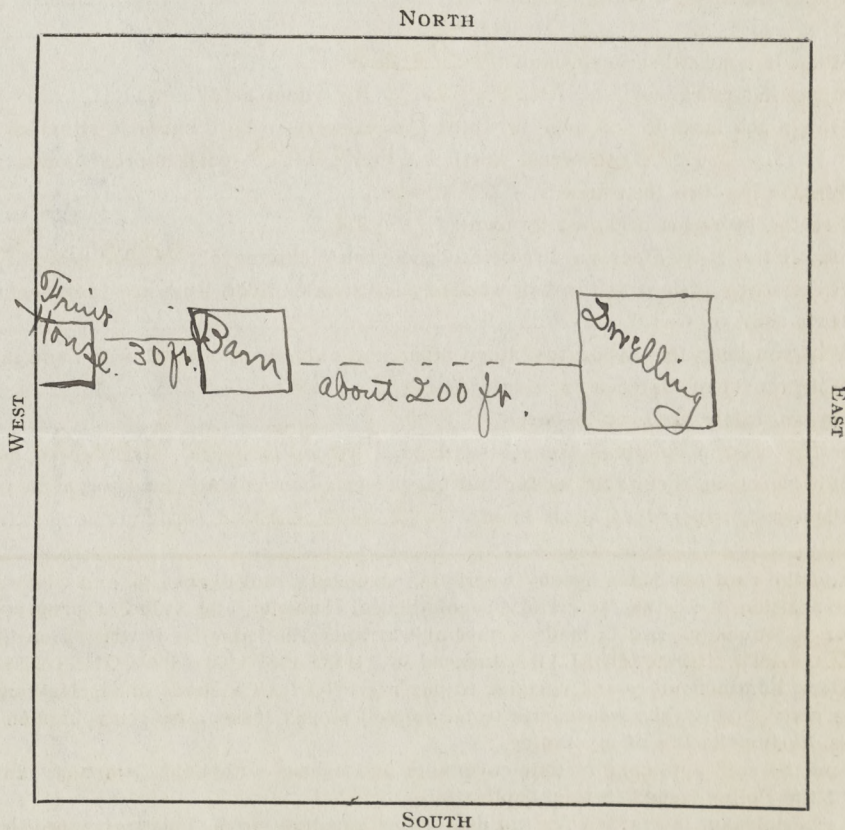 NORTH
Fruit
House.
30 ft.
Barn
about 200 ft.
Dwelling
WEST
EAST
SOUTH